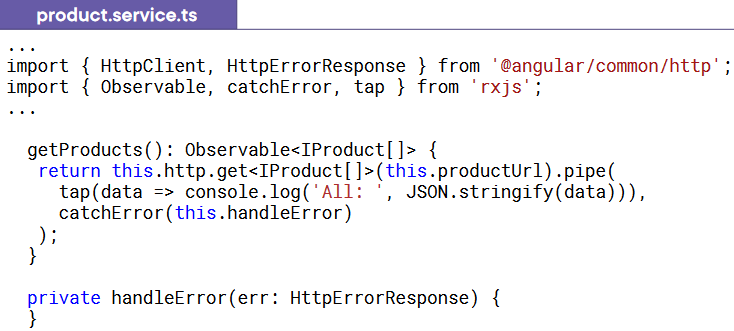 product.service.ts
...
import { HttpClient, HttpErrorResponse } from '@angular/common/http';
import { Observable, catchError, tap } from 'rxjs';
...
getProducts(): Observable<IProduct[]> {
return this.http.get<IProduct[]>(this.productUrl).pipe(
tap(data => console.log('All: ', JSON.stringify(data))),
catchError(this.handleError)
);
}
private handleError(err: HttpErrorResponse) {
}